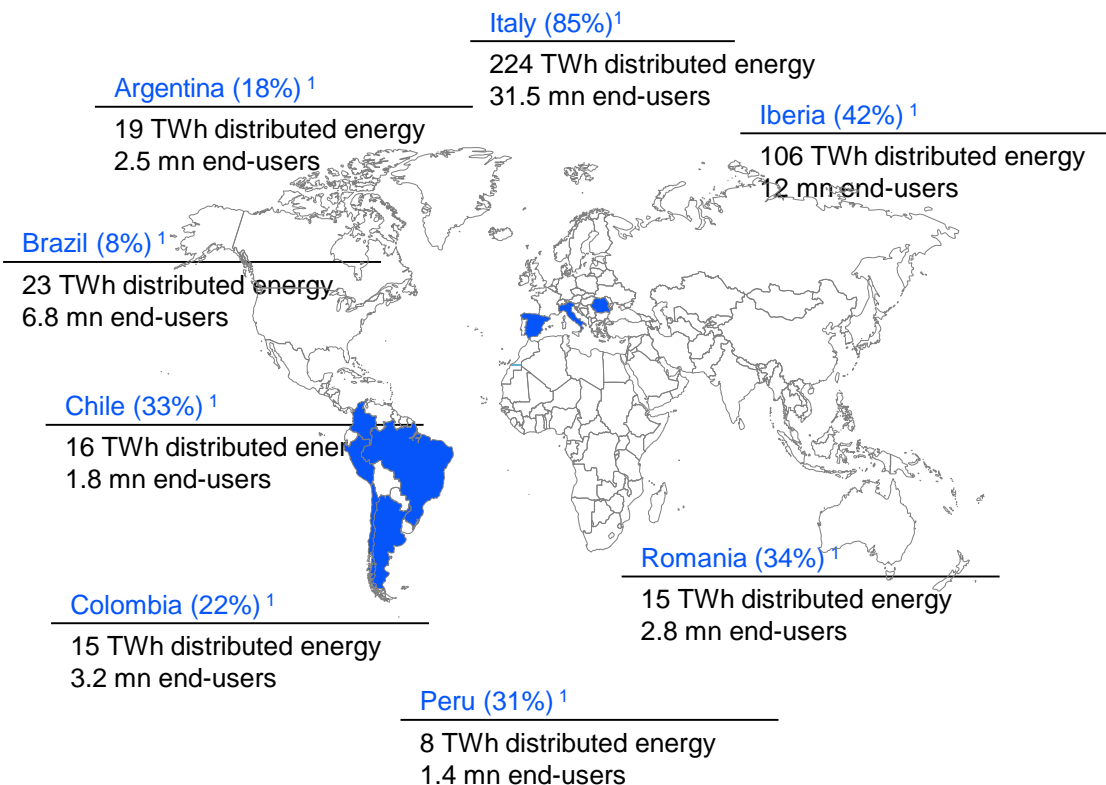 Italy (85%)1
224 TWh distributed energy
31.5 mn end-users
Argentina (18%) 1
19 TWh distributed energy
2.5 mn end-users
Iberia (42%) 1
106 TWh distributed energy
12 mn end-users
Brazil (8%) 1
23 TWh distributed energy
6.8 mn end-users
Chile (33%) 1
16 TWh distributed ener
1.8 mn end-users
Romania (34%) 1
15 TWh distributed energy
2.8 mn end-users
Colombia (22%) 1
15 TWh distributed energy
3.2 mn end-users
Peru (31%) 1
8 TWh distributed energy
1.4 mn end-users